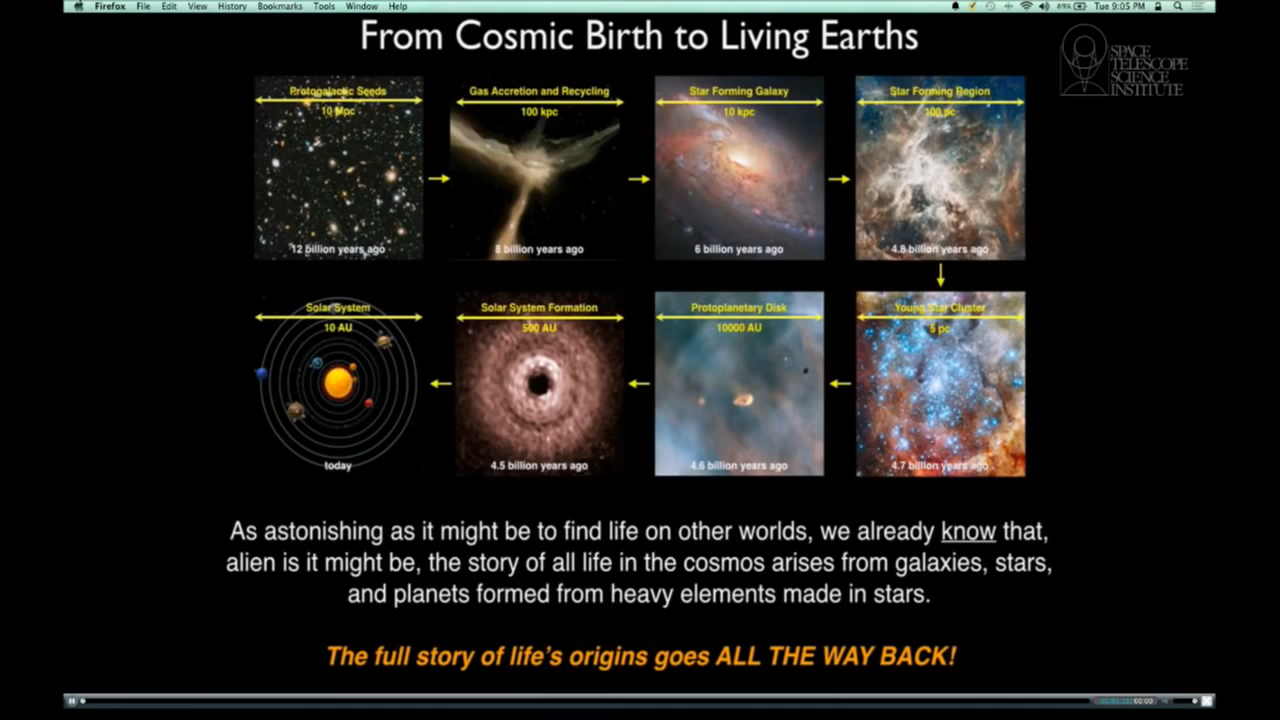 Firefox File Edit View History Bookmarks Tools Window Help
Tue 9:05 PM
From Cosmic Birth to Living Earths
SPACE
TELESCOPE
SCIENCE
INSTITUTE
Protogalactic Seeds
10 Mpc
12 billion years ago
Gas Accretion and Recycling
100 kpc
8 billion years ago
Star Forming Galaxy
10 kpc
6 billion years ago
Star Forming Region
100 pc
4.8 billion years ago
Solar System
10 AU
today
Solar System Formation
500 AU
4.5 billion years ago
Protoplanetary Disk
10000 AU
4.6 billion years ago
Young Star Cluster
5 pc
4.7 billion years ago
As astonishing as it might be to find life on other worlds, we already know that,
alien is it might be, the story of all life in the cosmos arises from galaxies, stars,
and planets formed from heavy elements made in stars.
The full story of life's origins goes ALL THE WAY BACK!